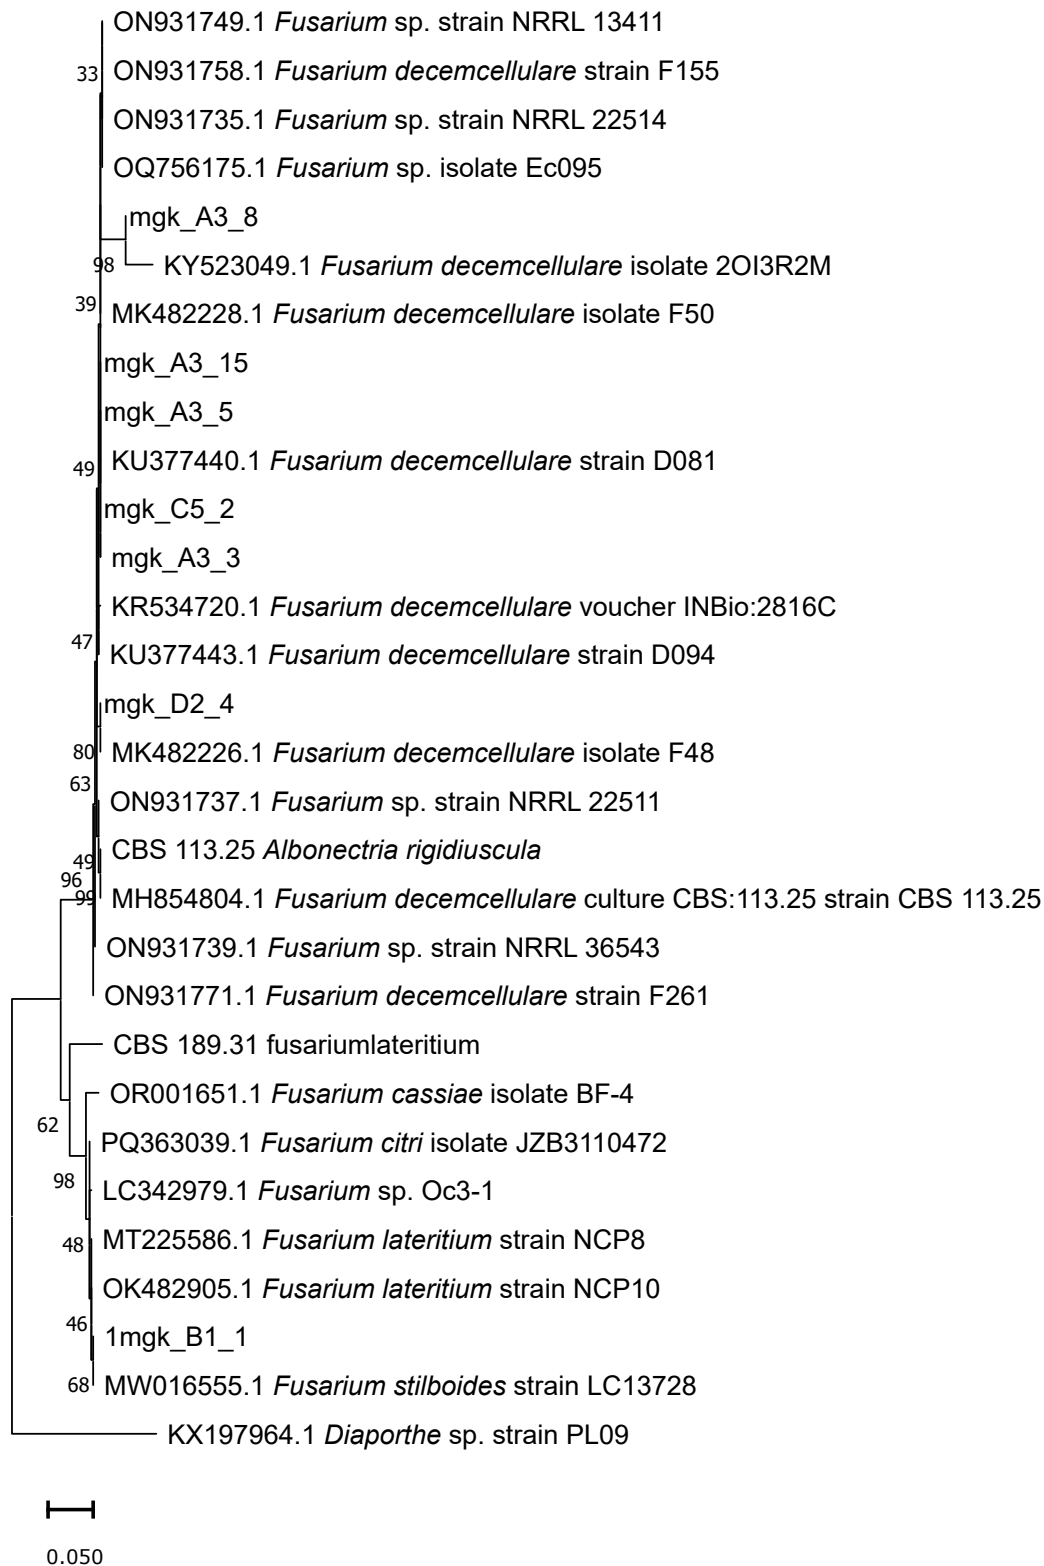 ON931749.1 Fusarium sp. strain NRRL 13411
33
ON931758.1 Fusarium decemcellulare strain F155
ON931735.1 Fusarium sp. strain NRRL 22514
OQ756175.1 Fusarium sp. isolate Ec095
mgk_A3_8
98
KY523049.1 Fusarium decemcellulare isolate 2OI3R2M
39
MK482228.1 Fusarium decemcellulare isolate F50
mgk_A3_15
mgk_A3_5
49
KU377440.1 Fusarium decemcellulare strain D081
mgk_C5_2
mgk_A3_3
KR534720.1 Fusarium decemcellulare voucher INBio:2816C
47
KU377443.1 Fusarium decemcellulare strain D094
mgk_D2_4
80
MK482226.1 Fusarium decemcellulare isolate F48
63
ON931737.1 Fusarium sp. strain NRRL 22511
CBS 113.25 Albonectria rigidiuscula
49
96
99
MH854804.1 Fusarium decemcellulare culture CBS:113.25 strain CBS 113.25
ON931739.1 Fusarium sp. strain NRRL 36543
ON931771.1 Fusarium decemcellulare strain F261
CBS 189.31 fusariumlateritium
OR001651.1 Fusarium cassiae isolate BF-4
62
PQ363039.1 Fusarium citri isolate JZB3110472
98
LC342979.1 Fusarium sp. Oc3-1
48
MT225586.1 Fusarium lateritium strain NCP8
OK482905.1 Fusarium lateritium strain NCP10
46
1mgk_B1_1
68
MW016555.1 Fusarium stilboides strain LC13728
KX197964.1 Diaporthe sp. strain PL09
0.050